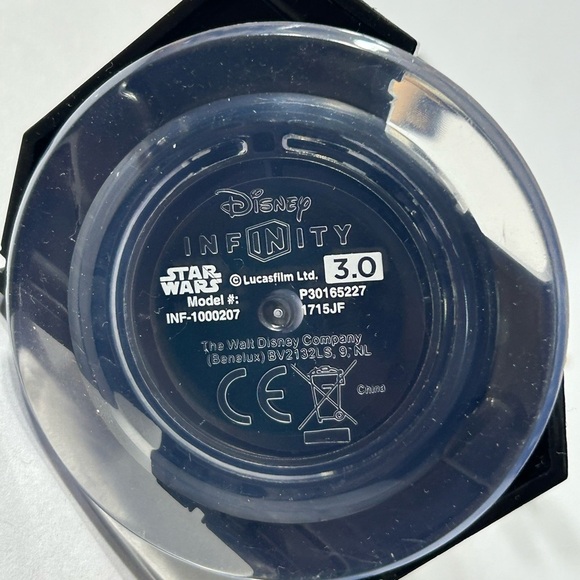 Disney
INFINITY
STAR WARS © Lucasfilm Ltd. 3.0
Model #: P30165227
INF-1000207 1715JF
The Walt Disney Company
(Benelux) BV2132LS, 9, NL
CE
China